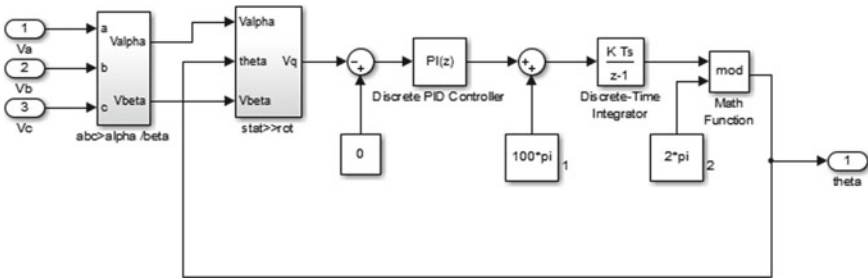 1
Va
2
Vb
3
Vc
a
b
c
Valpha
Vbeta
abc>alpha /beta
Valpha
theta
Vbeta
Vq
stat>>rot
− +
0
PI(z)
Discrete PID Controller
+ +
100*pi
1
K Ts
z-1
Discrete-Time
Integrator
2*pi
2
mod
Math
Function
1
theta